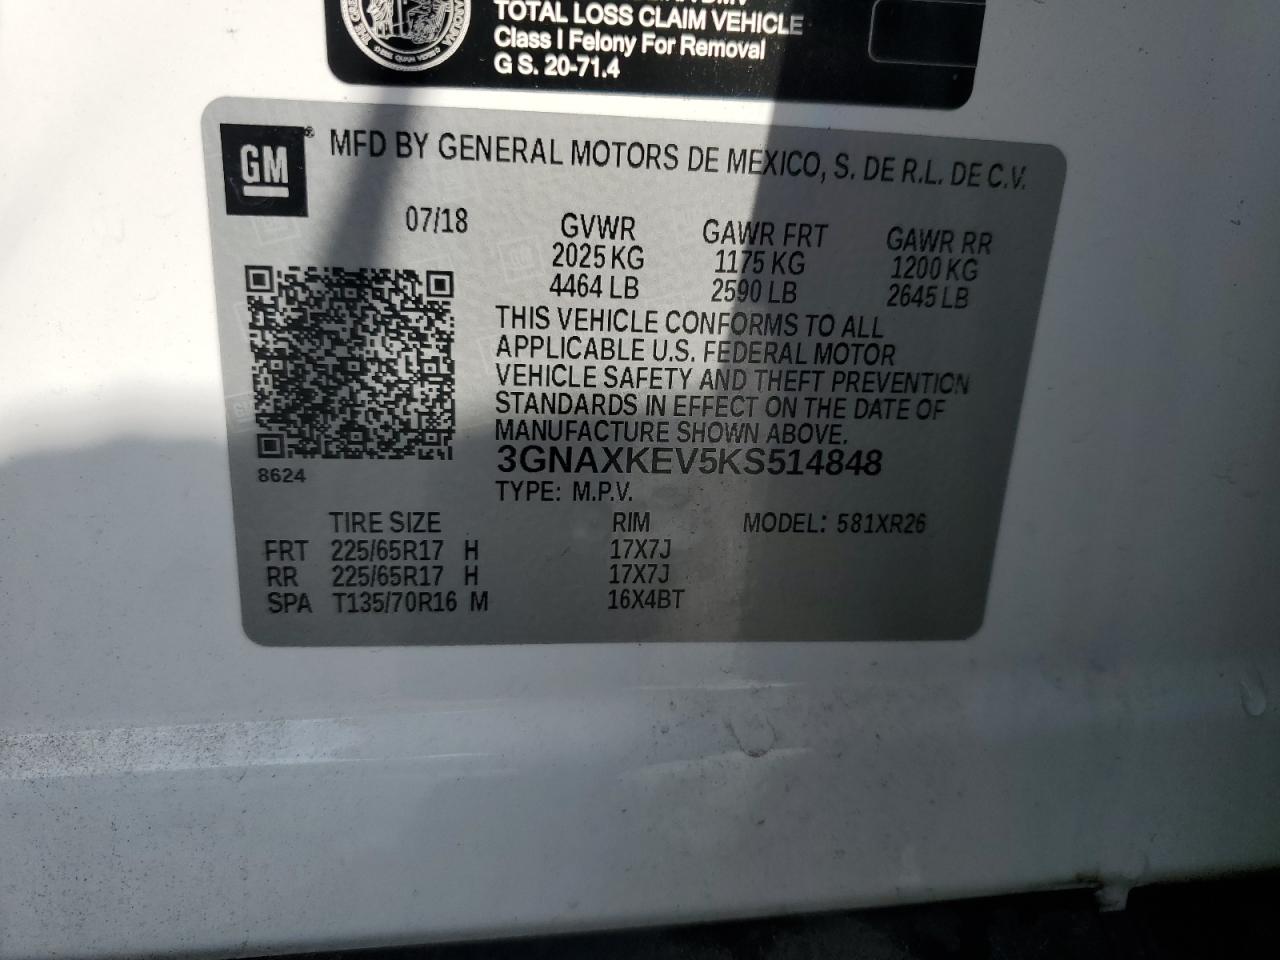 TOTAL LOSS CLAIM VEHICLE
Class I Felony For Removal
G S. 20-71.4
GM
MFD BY GENERAL MOTORS DE MEXICO, S. DE R.L. DE C.V.
07/18
GVWR GAWR FRT GAWR RR
2025 KG 1175 KG 1200 KG
4464 LB 2590 LB 2645 LB
THIS VEHICLE CONFORMS TO ALL
APPLICABLE U.S. FEDERAL MOTOR
VEHICLE SAFETY AND THEFT PREVENTION
STANDARDS IN EFFECT ON THE DATE OF
MANUFACTURE SHOWN ABOVE.
8624
3GNAXKEV5KS514848
TYPE: M.P.V.
TIRE SIZE RIM MODEL: 581XR26
FRT 225/65R17 H 17X7J
RR 225/65R17 H 17X7J
SPA T135/70R16 M 16X4BT